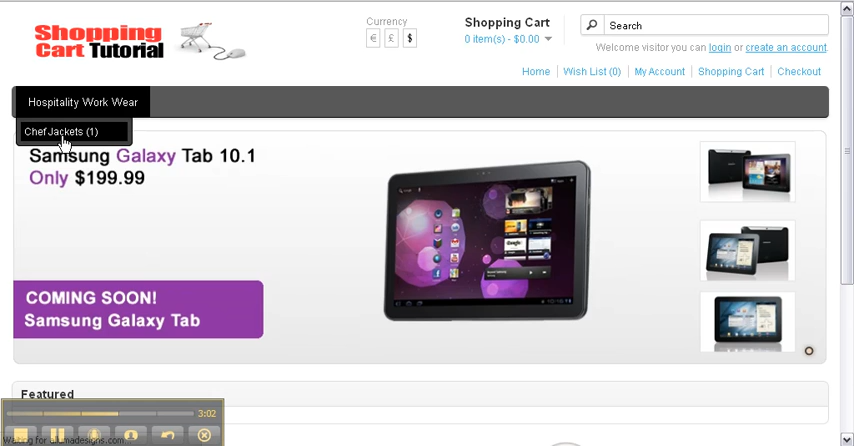 Shopping
Cart Tutorial
Currency
€ £ $
Shopping Cart
0 item(s) - $0.00
Search
Welcome visitor you can login or create an account.
Home Wish List (0) My Account Shopping Cart Checkout
Hospitality Work Wear
Chef Jackets (1)
Samsung Galaxy Tab 10.1
Only $199.99
COMING SOON!
Samsung Galaxy Tab
Featured
3:02